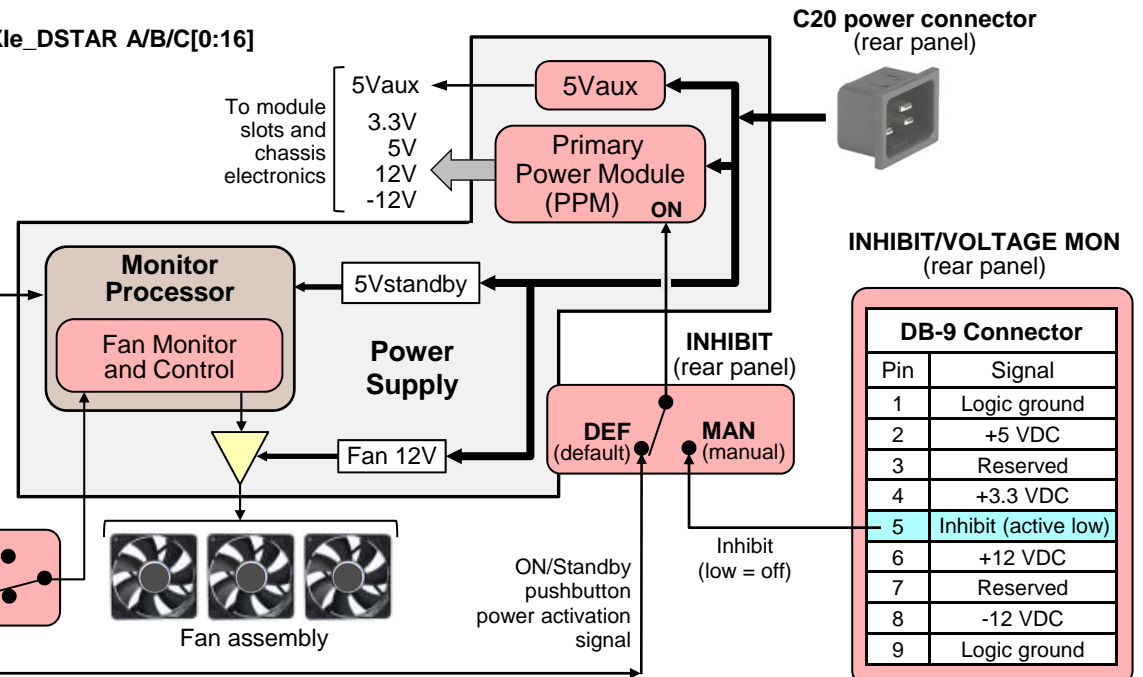 C20 power connector
(rear panel)
Xle_DSTAR A/B/C[0:16]
To module
slots and
chassis
electronics
5Vaux
3.3V
5V
12V
-12V
5Vaux
Primary
Power Module
(PPM)
ON
Monitor
Processor
Fan Monitor
and Control
5Vstandby
Power
Supply
Fan 12V
INHIBIT
(rear panel)
DEF
(default)
MAN
(manual)
Fan assembly
ON/Standby
pushbutton
power activation
signal
Inhibit
(low = off)
INHIBIT/VOLTAGE MON
(rear panel)
DB-9 Connector
Pin Signal
1 Logic ground
2 +5 VDC
3 Reserved
4 +3.3 VDC
5 Inhibit (active low)
6 +12 VDC
7 Reserved
8 -12 VDC
9 Logic ground